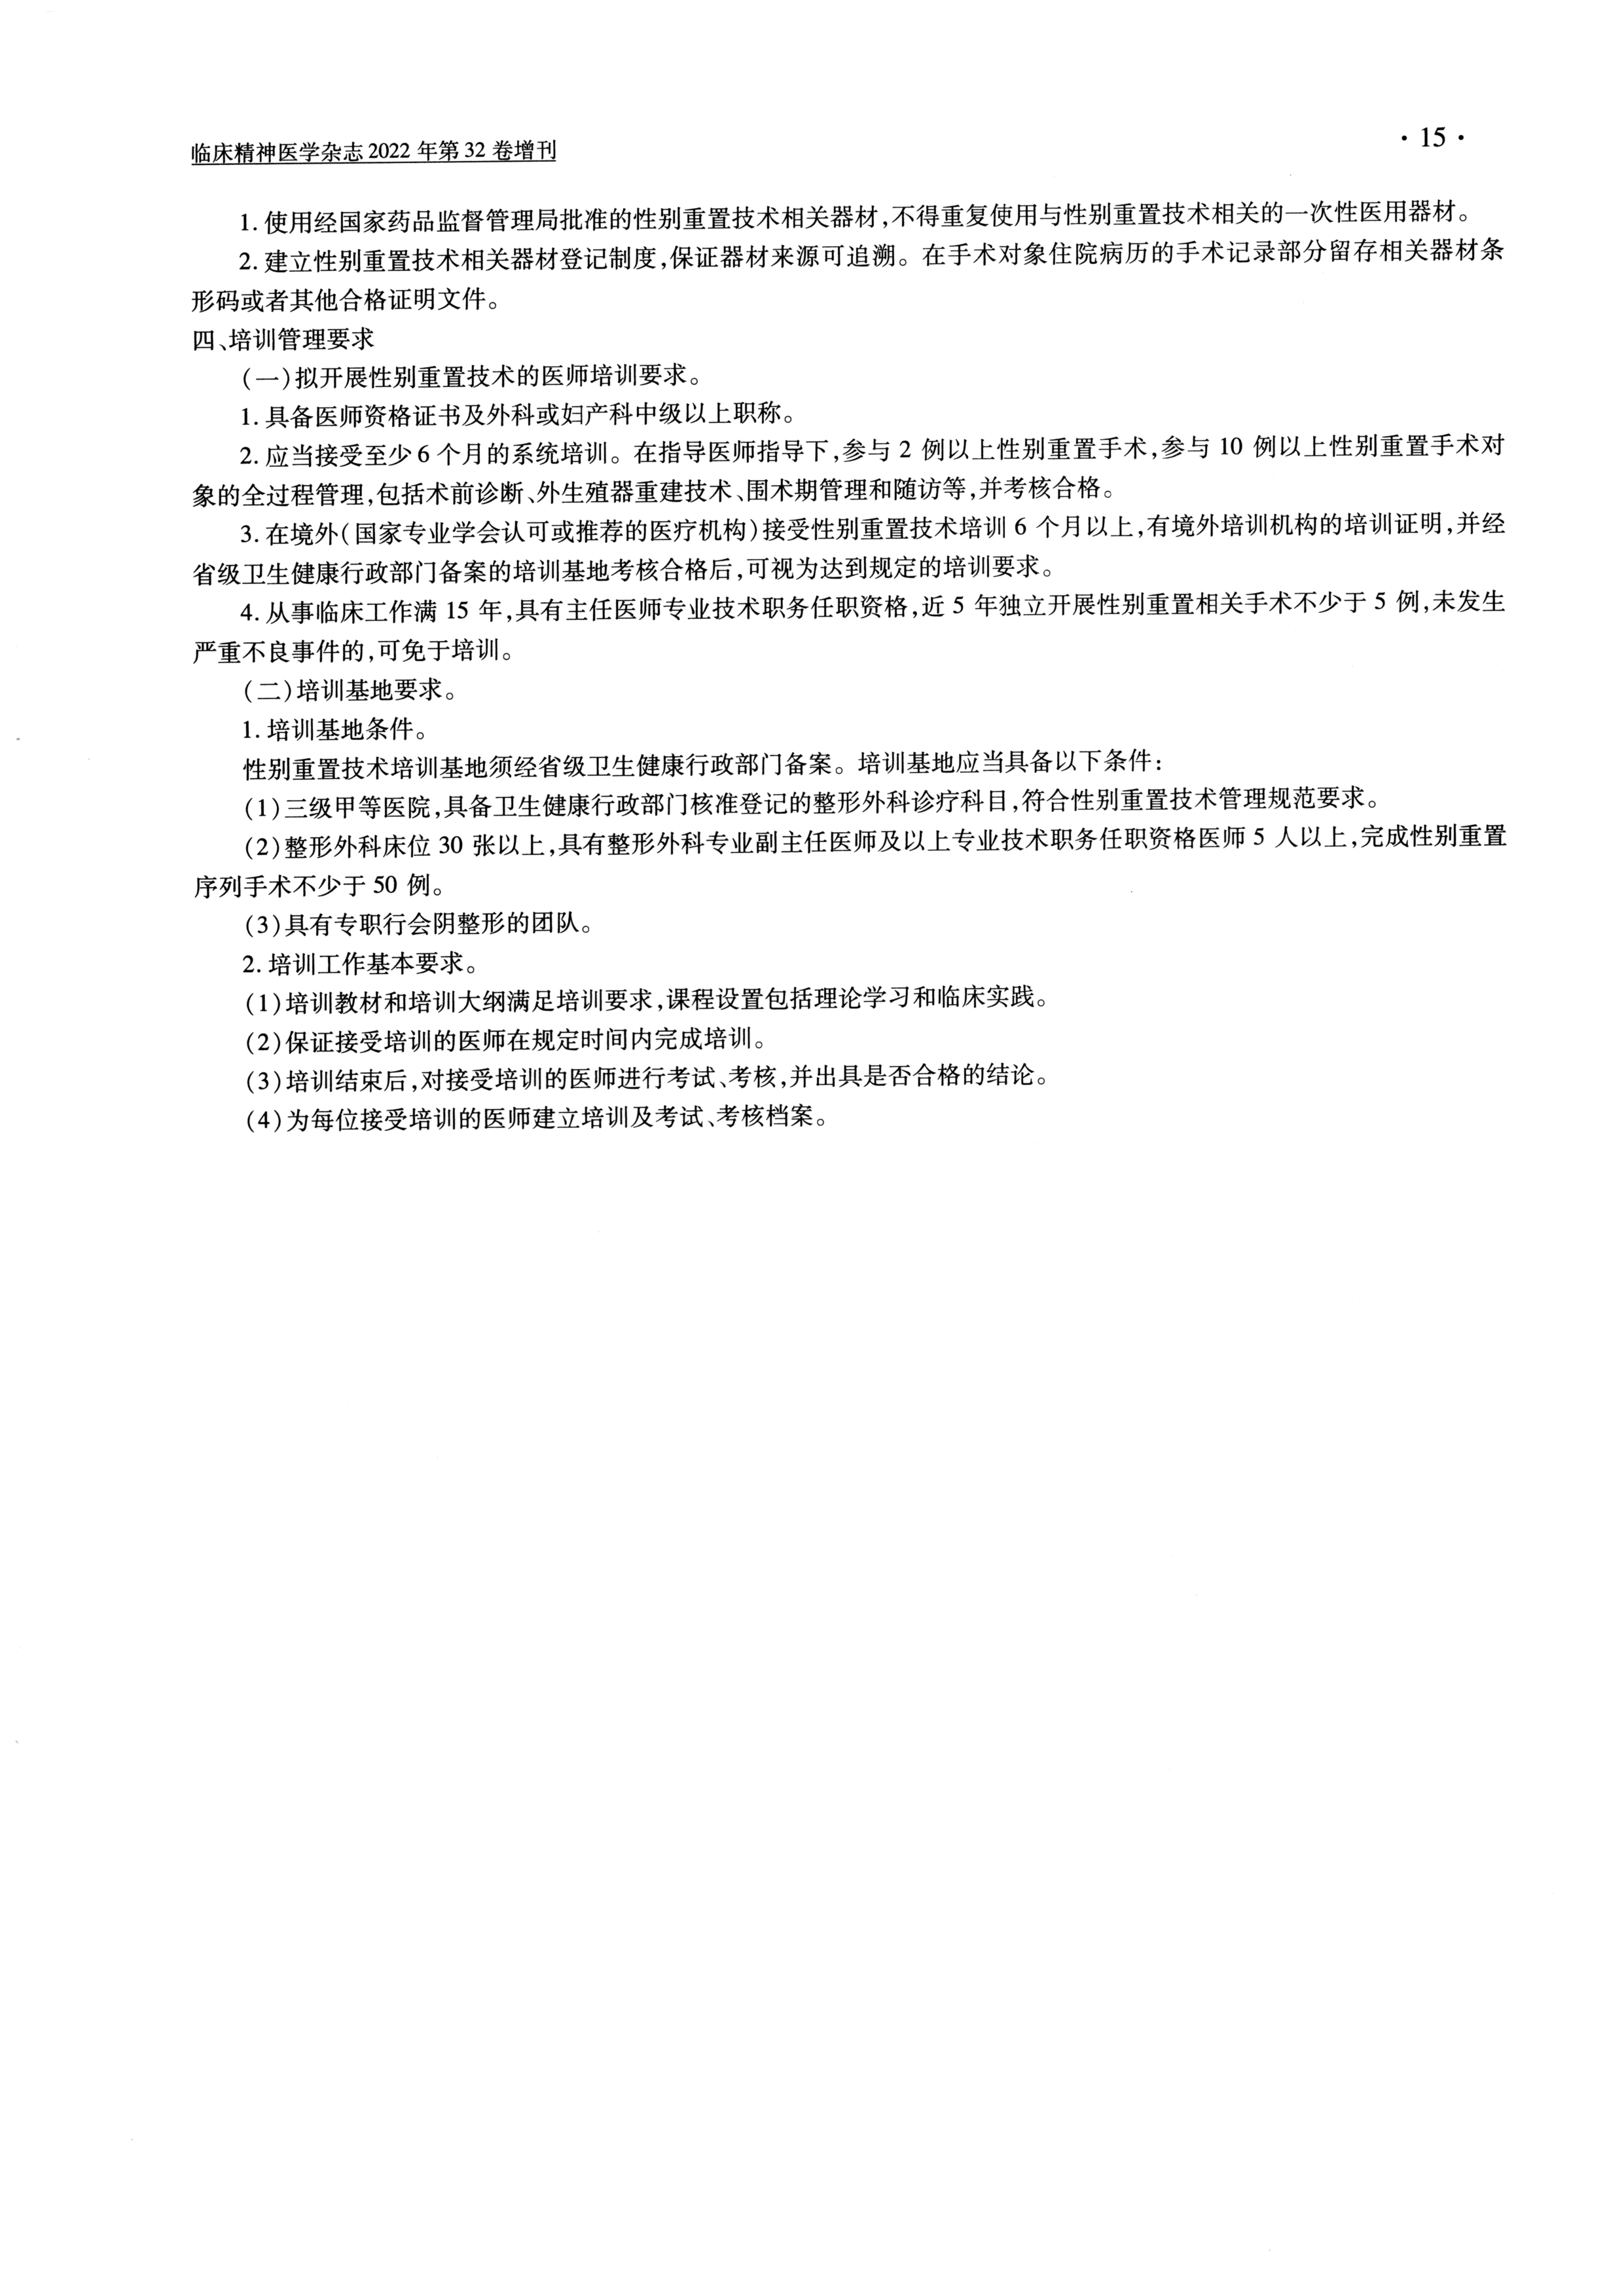 临床精神医学杂志2022年第32卷增刊
·15·
1.使用经国家药品监督管理局批准的性别重置技术相关器材,不得重复使用与性别重置技术相关的一次性医用器材。
2.建立性别重置技术相关器材登记制度,保证器材来源可追溯。在手术对象住院病历的手术记录部分留存相关器材条
形码或者其他合格证明文件。
四、培训管理要求
(一)拟开展性别重置技术的医师培训要求。
1.具备医师资格证书及外科或妇产科中级以上职称。
2.应当接受至少6个月的系统培训。在指导医师指导下,参与2例以上性别重置手术,参与10例以上性别重置手术对
象的全过程管理,包括术前诊断、外生殖器重建技术、围术期管理和随访等,并考核合格。
3.在境外(国家专业学会认可或推荐的医疗机构)接受性别重置技术培训6个月以上,有境外培训机构的培训证明,并经
省级卫生健康行政部门备案的培训基地考核合格后,可视为达到规定的培训要求。
4.从事临床工作满15年,具有主任医师专业技术职务任职资格,近5年独立开展性别重置相关手术不少于5例,未发生
严重不良事件的,可免于培训。
(二)培训基地要求。
1.培训基地条件。
性别重置技术培训基地须经省级卫生健康行政部门备案。培训基地应当具备以下条件:
(1)三级甲等医院,具备卫生健康行政部门核准登记的整形外科诊疗科目,符合性别重置技术管理规范要求。
(2)整形外科床位30张以上,具有整形外科专业副主任医师及以上专业技术职务任职资格医师5人以上,完成性别重置
序列手术不少于50例。
(3)具有专职行会阴整形的团队。
2.培训工作基本要求。
(1)培训教材和培训大纲满足培训要求,课程设置包括理论学习和临床实践。
(2)保证接受培训的医师在规定时间内完成培训。
(3)培训结束后,对接受培训的医师进行考试、考核,并出具是否合格的结论。
(4)为每位接受培训的医师建立培训及考试、考核档案。